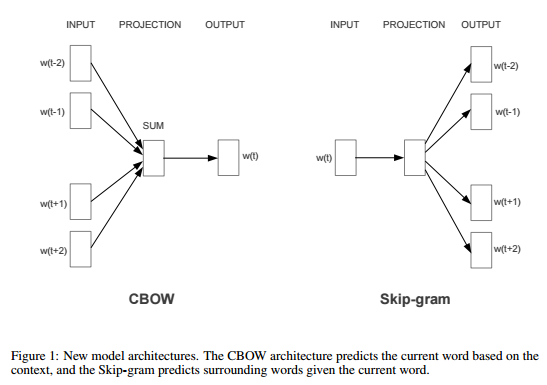 INPUT PROJECTION OUTPUT
w(t-2)
w(t-1)
SUM
w(t)
w(t+1)
w(t+2)
CBOW
INPUT PROJECTION OUTPUT
w(t-2)
w(t-1)
w(t)
w(t+1)
w(t+2)
Skip-gram
Figure 1: New model architectures. The CBOW architecture predicts the current word based on the
context, and the Skip-gram predicts surrounding words given the current word.